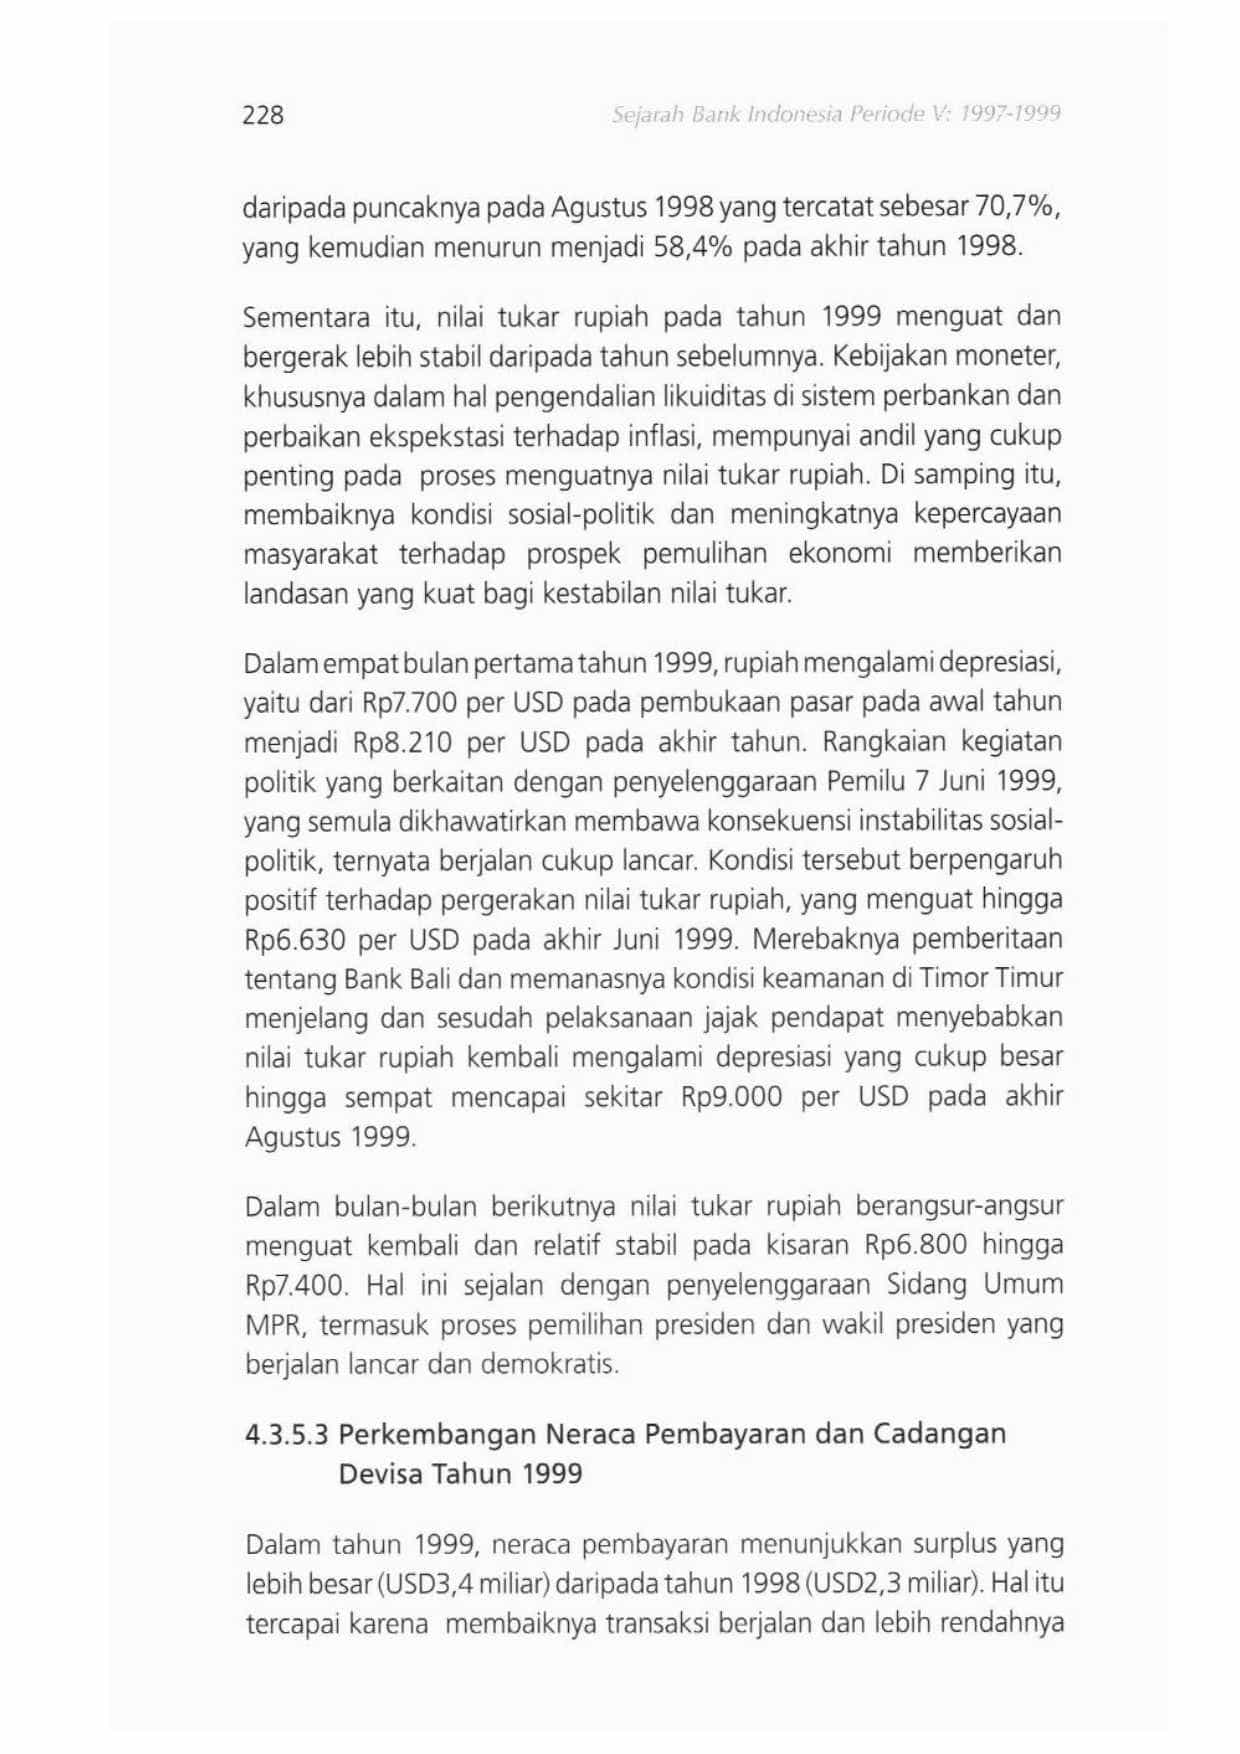 228
Sejarah Bank Indonesia Periode V: 1997-1999
daripada puncaknya pada Agustus 1998 yang tercatat sebesar 70,7%,
yang kemudian menurun menjadi 58,4% pada akhir tahun 1998.
Sementara itu, nilai tukar rupiah pada tahun 1999 menguat dan
bergerak lebih stabil daripada tahun sebelumnya. Kebijakan moneter,
khususnya dalam hal pengendalian likuiditas di sistem perbankan dan
perbaikan ekspekstasi terhadap inflasi, mempunyai andil yang cukup
penting pada proses menguatnya nilai tukar rupiah. Di samping itu,
membaiknya kondisi sosial-politik dan meningkatnya kepercayaan
masyarakat terhadap prospek pemulihan ekonomi memberikan
landasan yang kuat bagi kestabilan nilai tukar.
Dalam empat bulan pertama tahun 1999, rupiah mengalami depresiasi,
yaitu dari Rp7.700 per USD pada pembukaan pasar pada awal tahun
menjadi Rp8.210 per USD pada akhir tahun. Rangkaian kegiatan
politik yang berkaitan dengan penyelenggaraan Pemilu 7 Juni 1999,
yang semula dikhawatirkan membawa konsekuensi instabilitas sosial-
politik, ternyata berjalan cukup lancar. Kondisi tersebut berpengaruh
positif terhadap pergerakan nilai tukar rupiah, yang menguat hingga
Rp6.630 per USD pada akhir Juni 1999. Merebaknya pemberitaan
tentang Bank Bali dan memanasnya kondisi keamanan di Timor Timur
menjelang dan sesudah pelaksanaan jajak pendapat menyebabkan
nilai tukar rupiah kembali mengalami depresiasi yang cukup besar
hingga sempat mencapai sekitar Rp9.000 per USD pada akhir
Agustus 1999.
Dalam bulan-bulan berikutnya nilai tukar rupiah berangsur-angsur
menguat kembali dan relatif stabil pada kisaran Rp6.800 hingga
Rp7.400. Hal ini sejalan dengan penyelenggaraan Sidang Umum
MPR, termasuk proses pemilihan presiden dan wakil presiden yang
berjalan lancar dan demokratis.
4.3.5.3 Perkembangan Neraca Pembayaran dan Cadangan
Devisa Tahun 1999
Dalam tahun 1999, neraca pembayaran menunjukkan surplus yang
lebih besar (USD3,4 miliar) daripada tahun 1998 (USD2,3 miliar). Hal itu
tercapai karena membaiknya transaksi berjalan dan lebih rendahnya